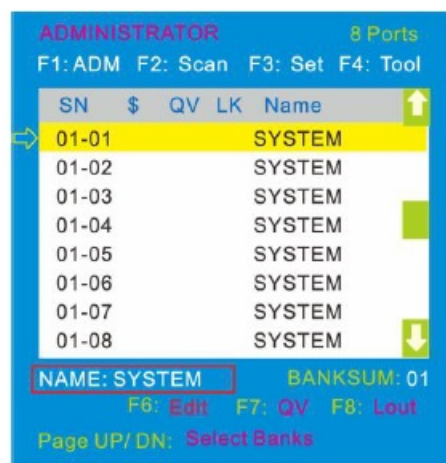 ADMINISTRATOR 8 Ports
F1: ADM F2: Scan F3: Set F4: Tool
SN $ QV LK Name
01-01 SYSTEM
01-02 SYSTEM
01-03 SYSTEM
01-04 SYSTEM
01-05 SYSTEM
01-06 SYSTEM
01-07 SYSTEM
01-08 SYSTEM
NAME: SYSTEM BANKSUM: 01
F6: Edit F7: QV F8: Lout
Page UP/ DN: Select Banks